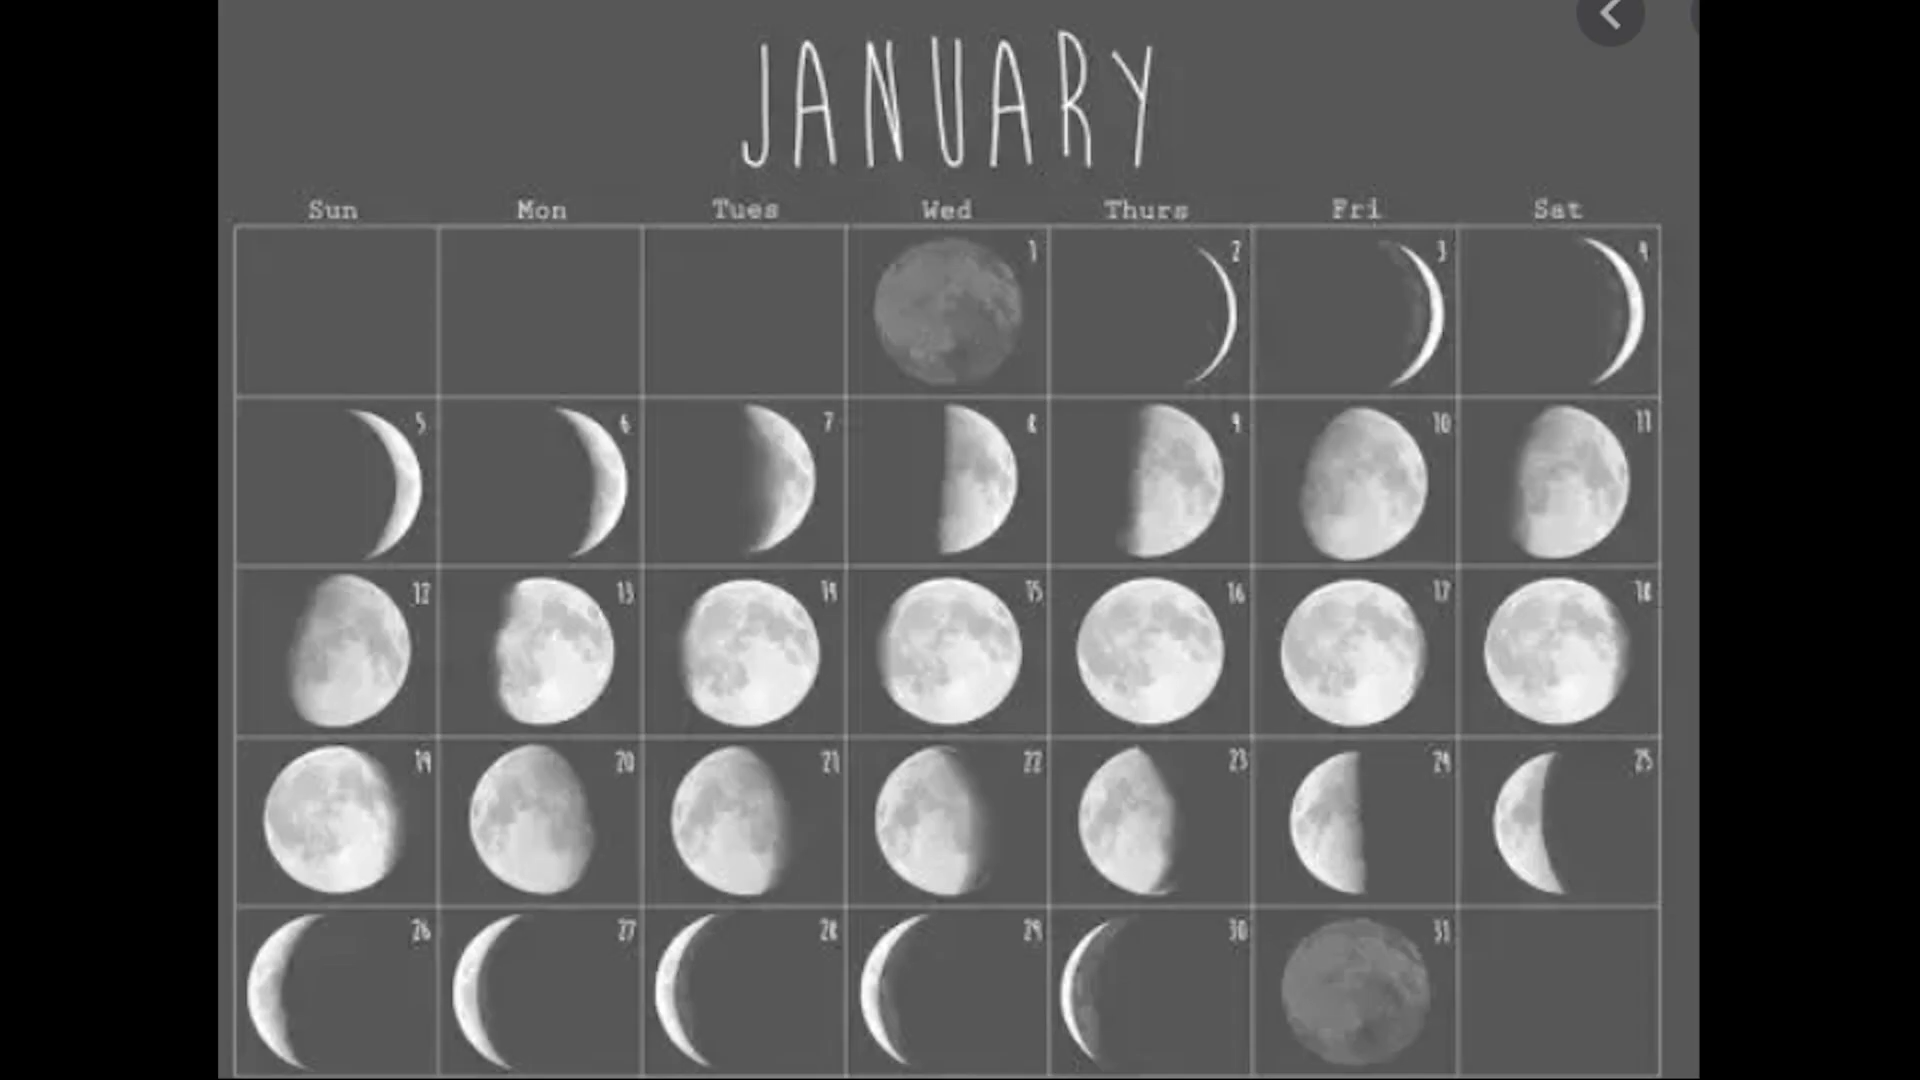 JANUARY
Sun Mon Tues Wed Thurs Fri Sat
1 2 3 4
5 6 7 8 9 10 11
12 13 14 15 16 17 18
19 20 21 22 23 24 25
26 27 28 29 30 31